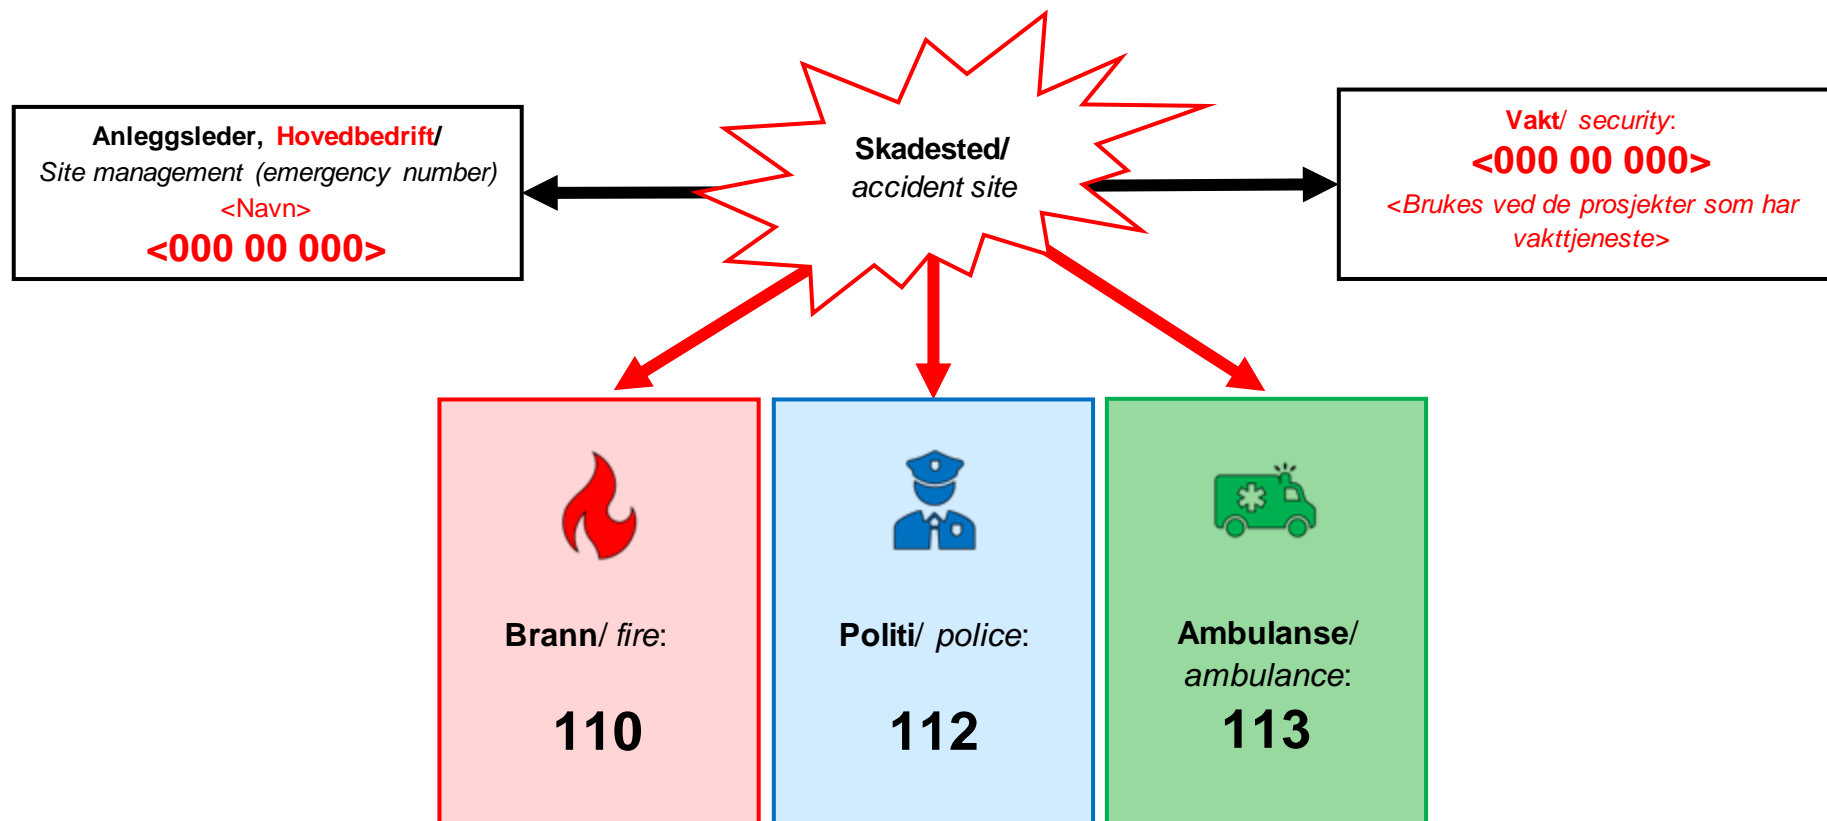 Anleggsleder, Hovedbedrift/
Site management (emergency number)
<Navn>
<000 00 000>
Skadested/
accident site
Vakt/ security:
<000 00 000>
<Brukes ved de prosjekter som har
vakttjeneste>
Brann/ fire:
110
Politi/ police:
112
Ambulanse/
ambulance:
113